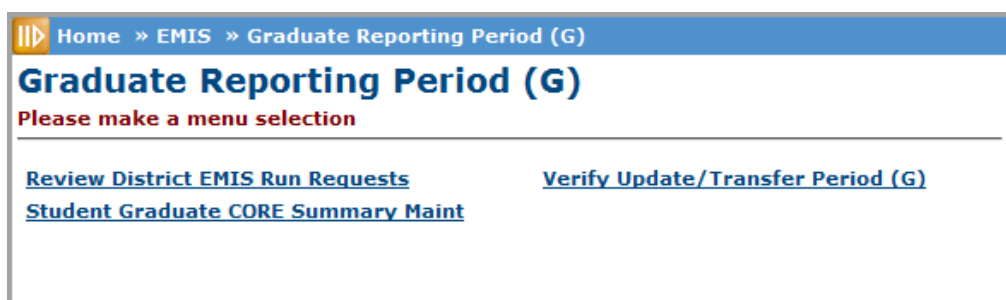 Home » EMIS » Graduate Reporting Period (G)
Graduate Reporting Period (G)
Please make a menu selection
Review District EMIS Run Requests
Verify Update/Transfer Period (G)
Student Graduate CORE Summary Maint